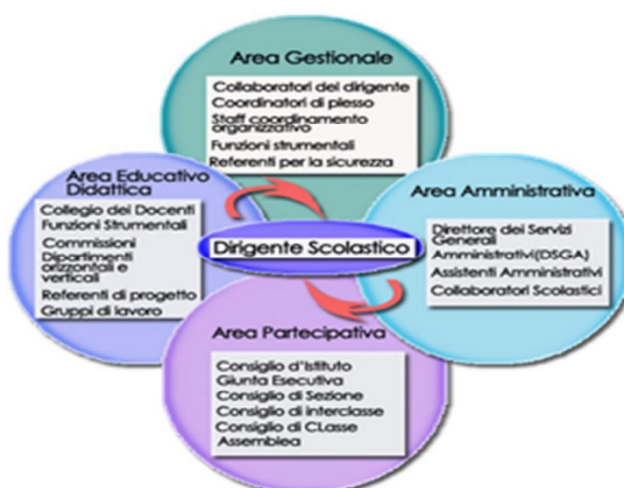 Area Gestionale
Collaboratori del dirigente
Coordinatori di plesso
Staff coordinamento
organizzativo
Funzioni strumentali
Referenti per la sicurezza
Area Educativo
Didattica
Collegio dei Docenti
Funzioni Strumentali
Commissioni
Dipartimenti
orizzontali e
verticali
Referenti di progetto
Gruppi di lavoro
Dirigente Scolastico
Area Amministrativa
Direttore dei Servizi
Generali
Amministrativi(DSGA)
Assistenti Amministrativi
Collaboratori Scolastici
Area Partecipativa
Consiglio d'Istituto
Giunta Esecutiva
Consiglio di Sezione
Consiglio di interclasse
Consiglio di CLasse
Assemblea